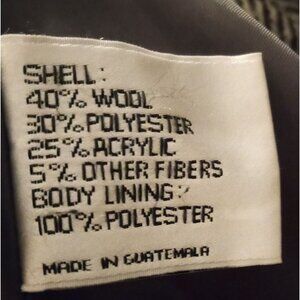 SHELL:
40% WOOL
30% POLYESTER
25% ACRYLIC
5% OTHER FIBERS
BODY LINING:
100% POLYESTER
MADE IN GUATEMALA